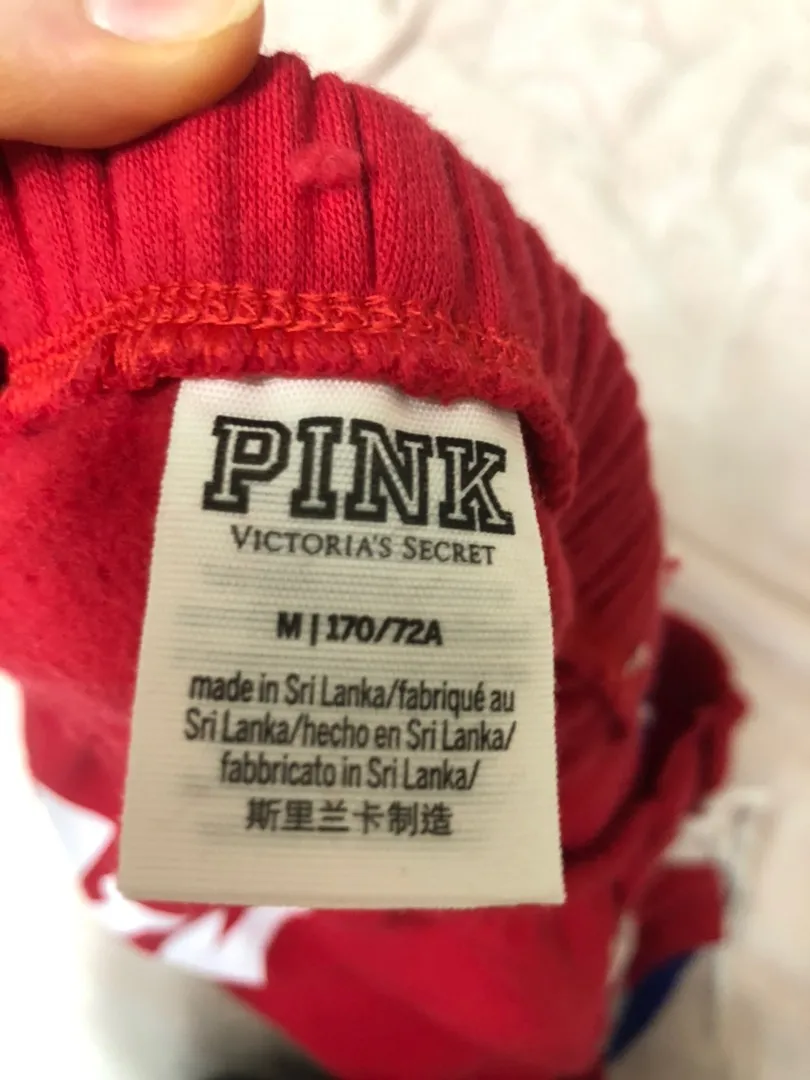 PINK
VICTORIA'S SECRET
M | 170/72A
made in Sri Lanka/fabriqué au
Sri Lanka/hecho en Sri Lanka/
fabbricato in Sri Lanka/
斯里兰卡制造